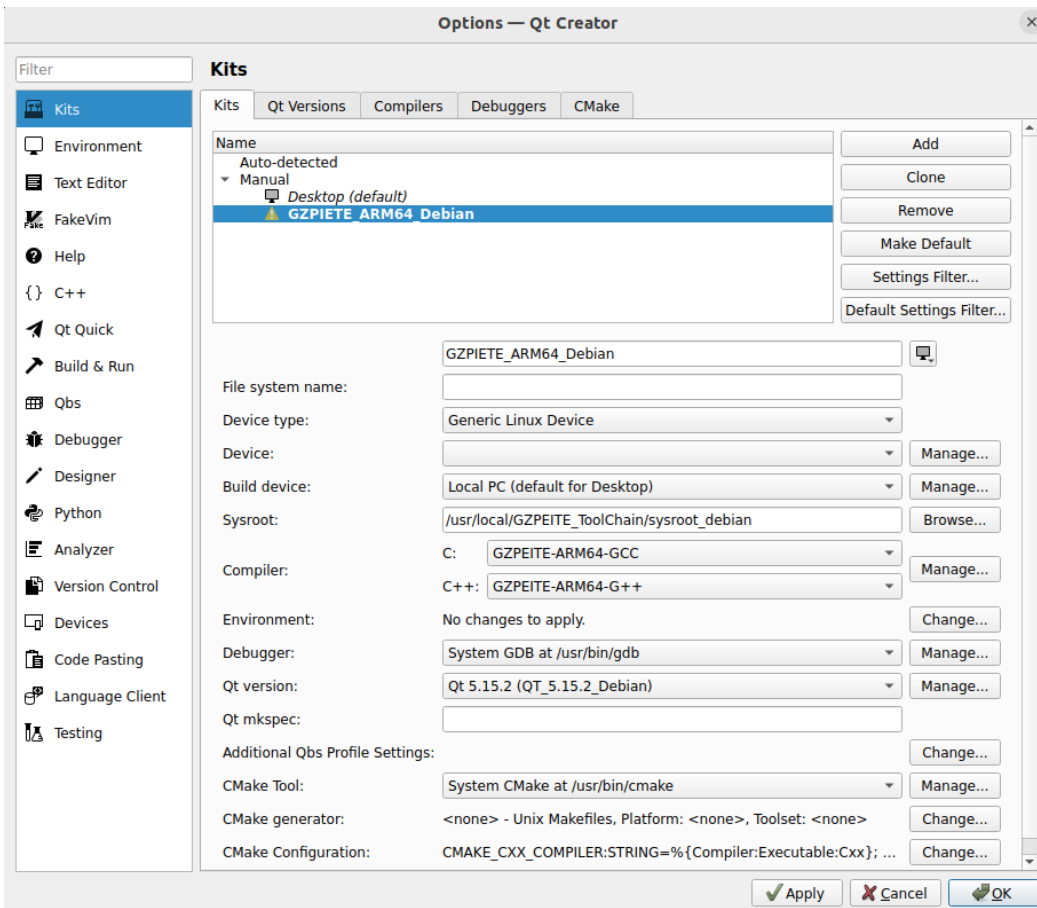 Options — Qt Creator
Filter
Kits
Environment
Text Editor
FakeVim
Help
C++
Qt Quick
Build & Run
Qbs
Debugger
Designer
Python
Analyzer
Version Control
Devices
Code Pasting
Language Client
Testing
Kits
Kits Qt Versions Compilers Debuggers CMake
Name
Auto-detected
Manual
Desktop (default)
GZPIETE_ARM64_Debian
Add
Clone
Remove
Make Default
Settings Filter...
Default Settings Filter...
GZPIETE_ARM64_Debian
File system name:
Device type: Generic Linux Device
Device: Manage...
Build device: Local PC (default for Desktop) Manage...
Sysroot: /usr/local/GZPEITE_ToolChain/sysroot_debian Browse...
Compiler: C: GZPEITE-ARM64-GCC Manage...
C++: GZPEITE-ARM64-G++
Environment: No changes to apply. Change...
Debugger: System GDB at /usr/bin/gdb Manage...
Qt version: Qt 5.15.2 (QT_5.15.2_Debian) Manage...
Qt mkspec:
Additional Qbs Profile Settings: Change...
CMake Tool: System CMake at /usr/bin/cmake Manage...
CMake generator: <none> - Unix Makefiles, Platform: <none>, Toolset: <none> Change...
CMake Configuration: CMAKE_CXX_COMPILER:STRING=%{Compiler:Executable:Cxx}; ... Change...
Apply Cancel OK